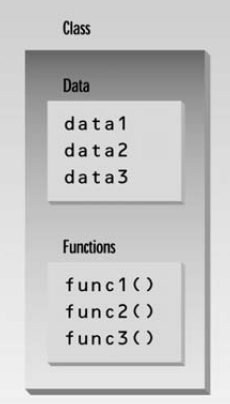 Class
Data
data1
data2
data3
Functions
func1()
func2()
func3()